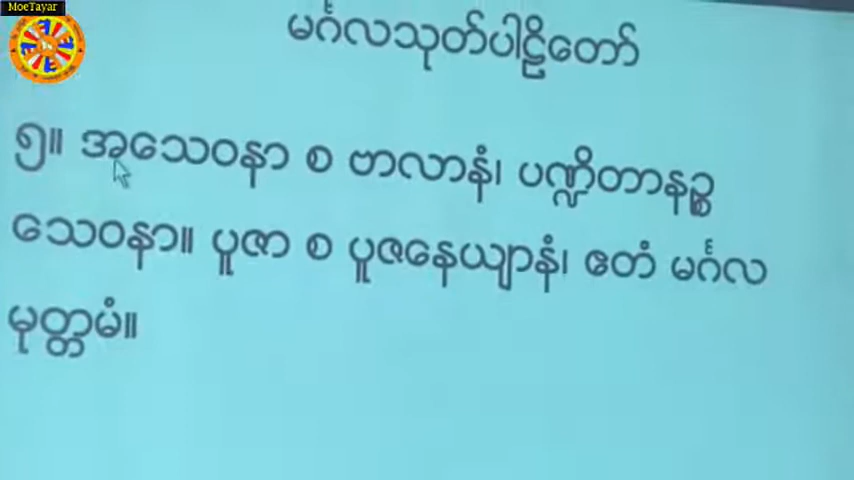 MoeTayar
မင်္ဂလသုတ်ပါဠိတော်
၅။ အသေဝနာ စ ဗာလာနံ၊ ပဏ္ဍိတာနဉ္စ
သေဝနာ။ ပူဇာ စ ပူဇနေယျာနံ၊ ဧတံ မင်္ဂလ
မုတ္တမံ။